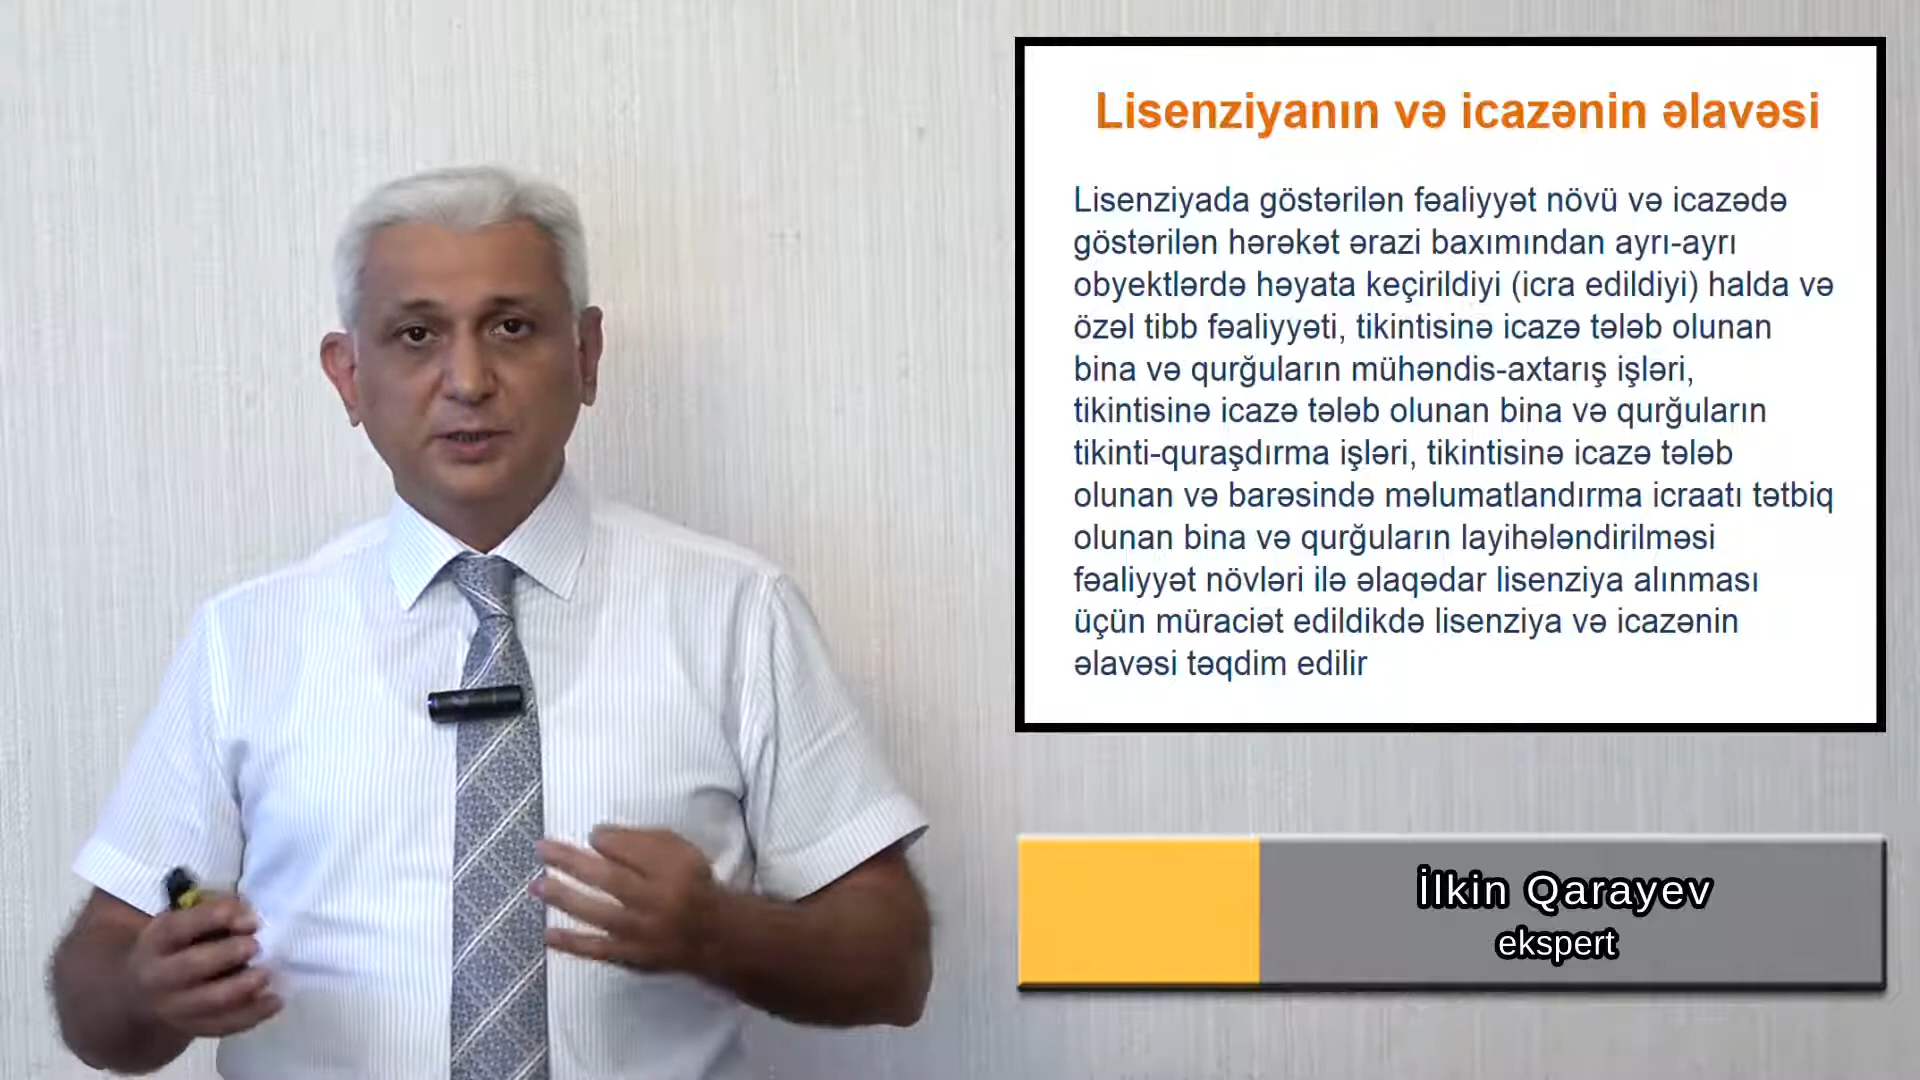 Lisenziyanın və icazənin əlavəsi
Lisenziyada göstərilən fəaliyyət növü və icazədə
göstərilən hərəkət ərazi baxımından ayrı-ayrı
obyektlərdə həyata keçirildiyi (icra edildiyi) halda və
özəl tibb fəaliyyəti, tikintisinə icazə tələb olunan
bina və qurğuların mühəndis-axtarış işləri,
tikintisinə icazə tələb olunan bina və qurğuların
tikinti-quraşdırma işləri, tikintisinə icazə tələb
olunan və barəsində məlumatlandırma icraatı tətbiq
olunan bina və qurğuların layihələndirilməsi
fəaliyyət növləri ilə əlaqədar lisenziya alınması
üçün müraciət edildikdə lisenziya və icazənin
əlavəsi təqdim edilir
İlkin Qarayev
ekspert